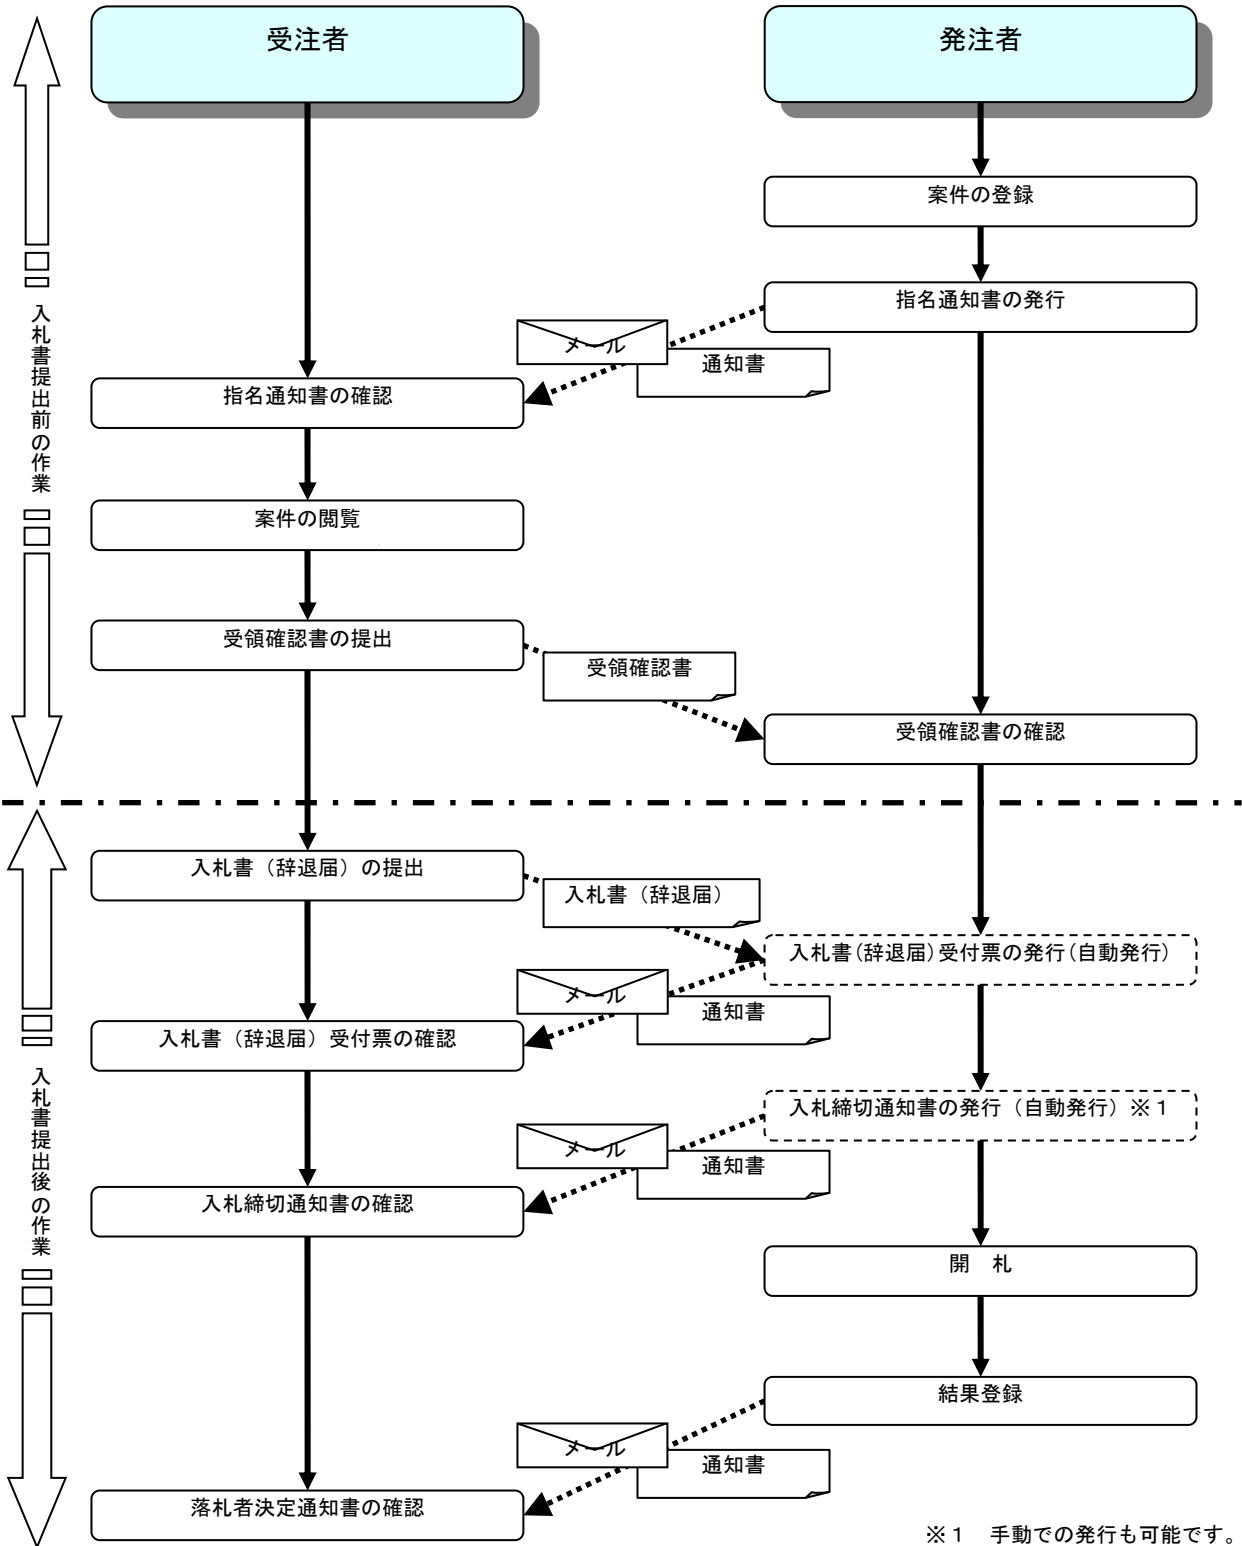 受注者
発注者
案件の登録
指名通知書の発行
メール
通知書
指名通知書の確認
入札書提出前の作業
案件の閲覧
受領確認書の提出
受領確認書
受領確認書の確認
入札書（辞退届）の提出
入札書（辞退届）
入札書(辞退届)受付票の発行(自動発行)
メール
通知書
入札書（辞退届）受付票の確認
入札書提出後の作業
入札締切通知書の発行（自動発行）※１
メール
通知書
入札締切通知書の確認
開　札
結果登録
メール
通知書
落札者決定通知書の確認
※１　手動での発行も可能です。